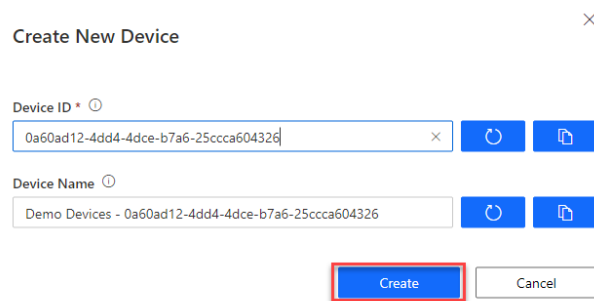 Create New Device
Device ID *
0a60ad12-4dd4-4dce-b7a6-25ccca604326
Device Name
Demo Devices - 0a60ad12-4dd4-4dce-b7a6-25ccca604326
Create Cancel